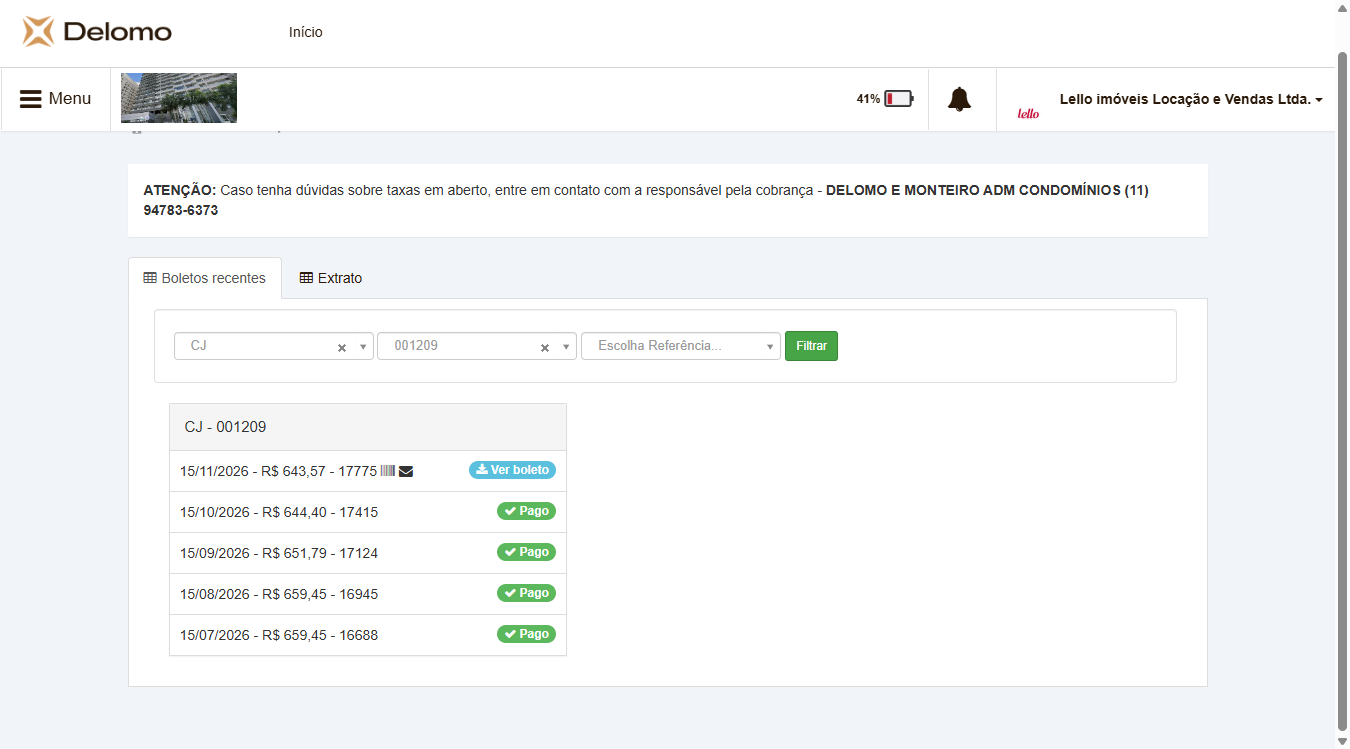 Delomo
Início
Menu
41%
lello
Lello imóveis Locação e Vendas Ltda.
ATENÇÃO: Caso tenha dúvidas sobre taxas em aberto, entre em contato com a responsável pela cobrança - DELOMO E MONTEIRO ADM CONDOMÍNIOS (11)
94783-6373
Boletos recentes
Extrato
CJ
001209
Escolha Referência...
Filtrar
CJ - 001209
15/11/2026 - R$ 643,57 - 17775
Ver boleto
15/10/2026 - R$ 644,40 - 17415
Pago
15/09/2026 - R$ 651,79 - 17124
Pago
15/08/2026 - R$ 659,45 - 16945
Pago
15/07/2026 - R$ 659,45 - 16688
Pago